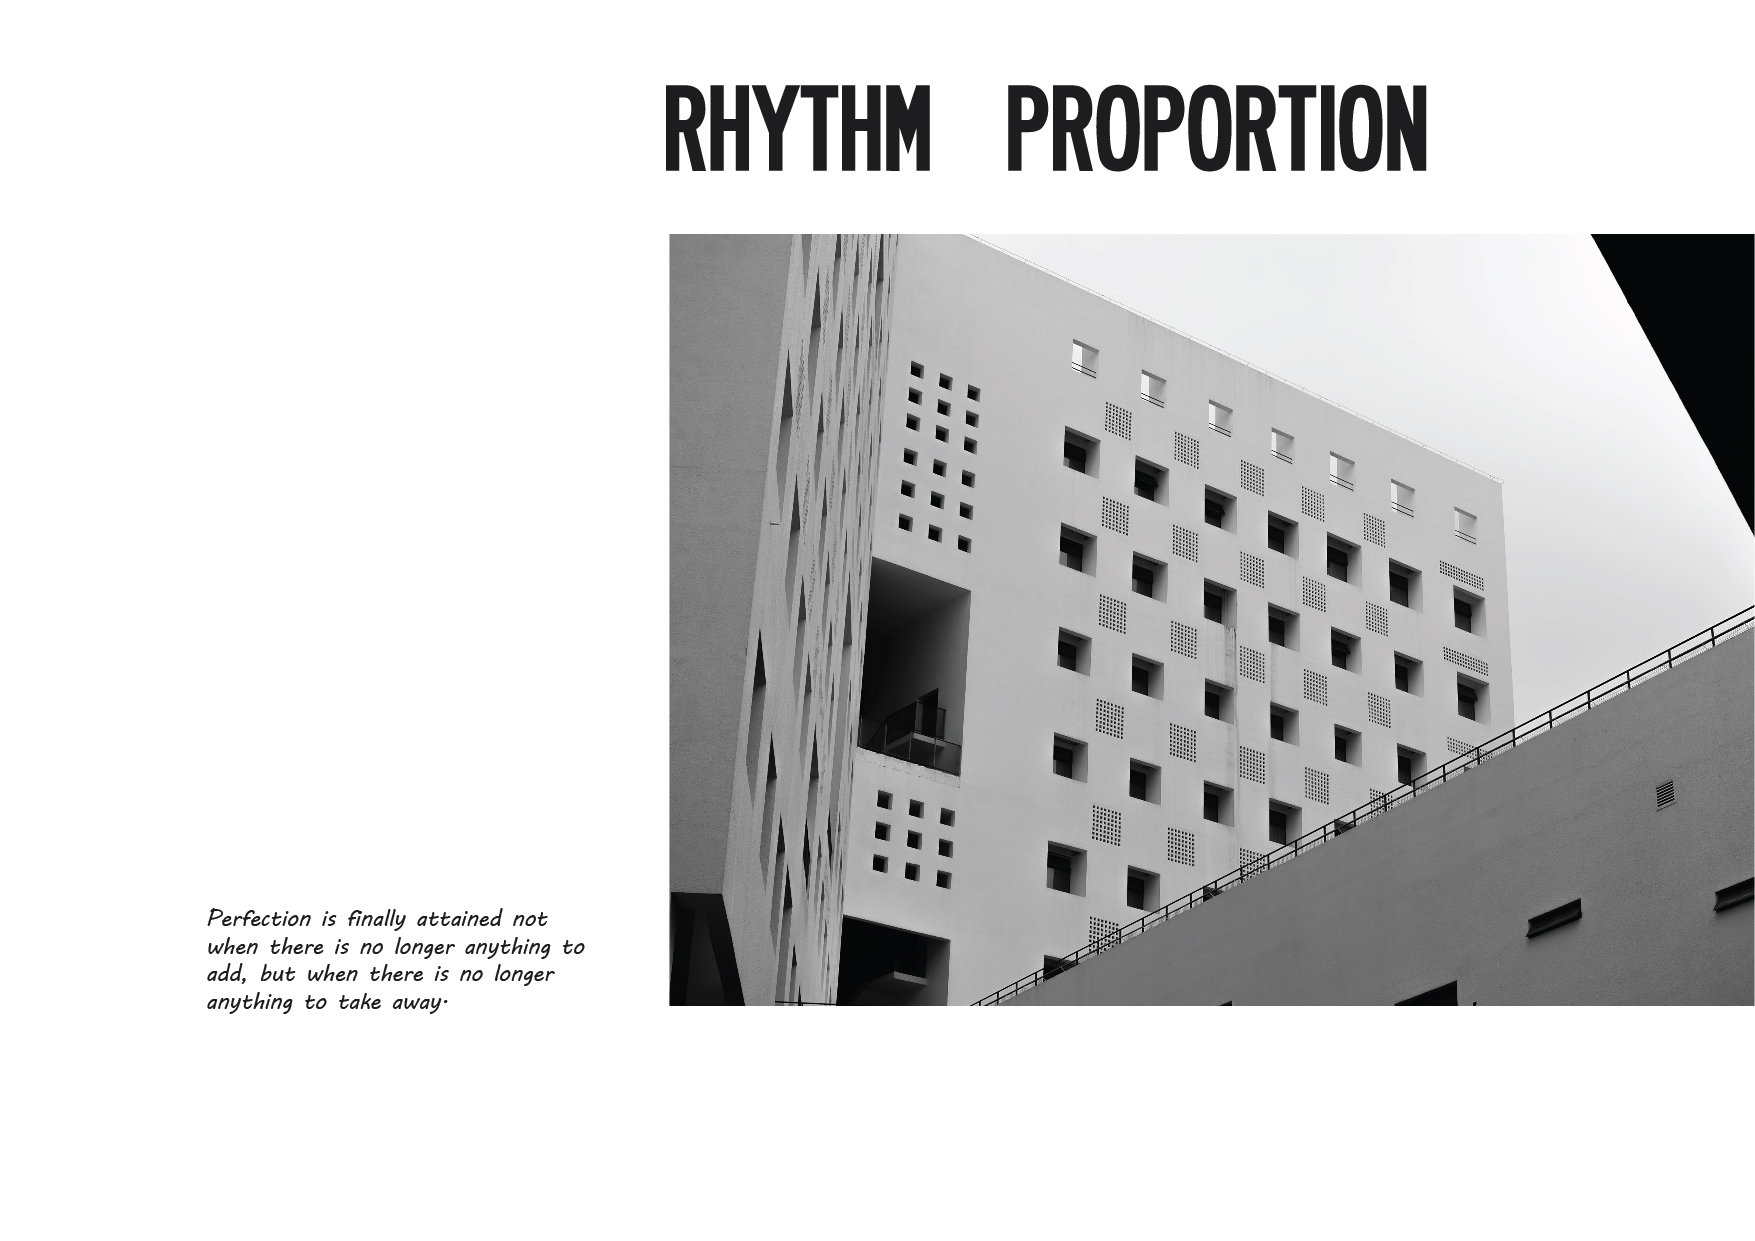 RHYTHM PROPORTION
Perfection is finally attained not
when there is no longer anything to
add, but when there is no longer
anything to take away.